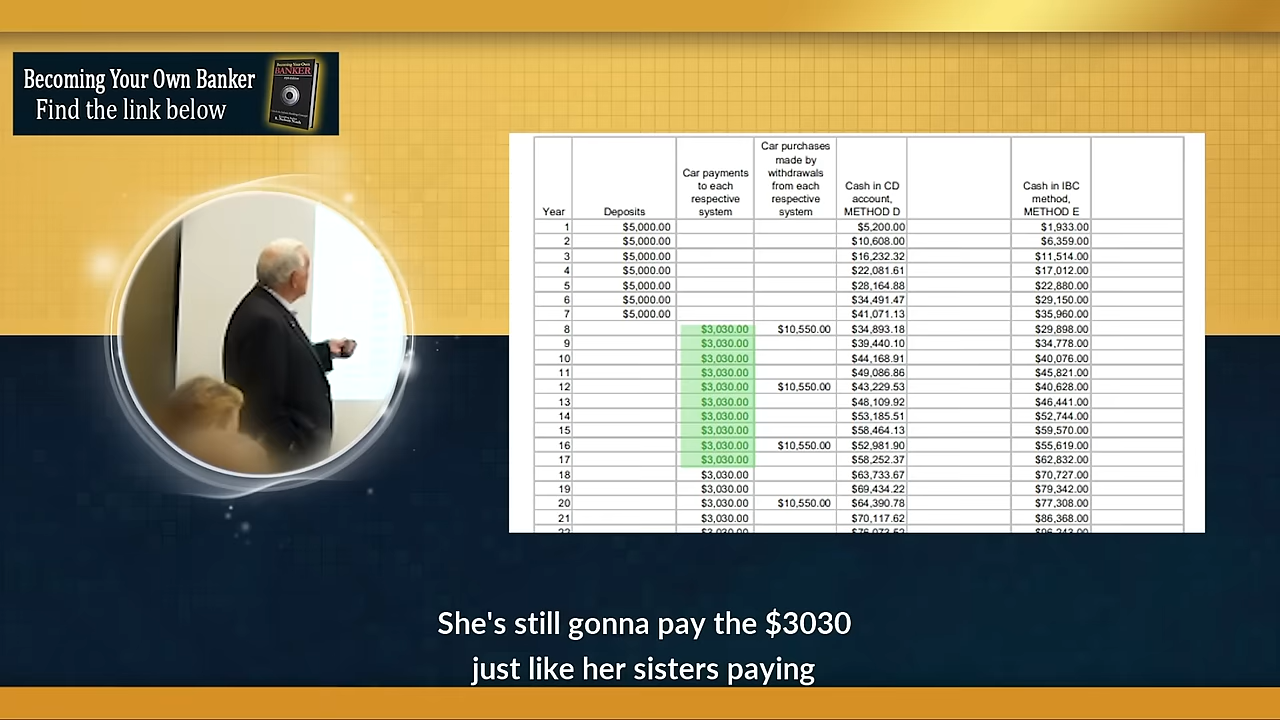 Becoming Your Own Banker
Find the link below
BANKER
Car purchases
made by
Car payments withdrawals
to each from each Cash in CD Cash in IBC
respective respective account, method,
Year Deposits system system METHOD D METHOD E
1 $5,000.00 $5,200.00 $1,933.00
2 $5,000.00 $10,608.00 $6,359.00
3 $5,000.00 $16,232.32 $11,514.00
4 $5,000.00 $22,081.61 $17,012.00
5 $5,000.00 $28,164.88 $22,880.00
6 $5,000.00 $34,491.47 $29,150.00
7 $5,000.00 $41,071.13 $35,960.00
8 $3,030.00 $10,550.00 $34,893.18 $29,898.00
9 $3,030.00 $39,440.10 $34,778.00
10 $3,030.00 $44,168.91 $40,076.00
11 $3,030.00 $49,086.86 $45,821.00
12 $3,030.00 $10,550.00 $43,229.53 $40,628.00
13 $3,030.00 $48,109.92 $46,441.00
14 $3,030.00 $53,185.51 $52,744.00
15 $3,030.00 $58,464.13 $59,570.00
16 $3,030.00 $10,550.00 $52,981.90 $55,619.00
17 $3,030.00 $58,252.37 $62,832.00
18 $3,030.00 $63,733.67 $70,727.00
19 $3,030.00 $69,434.22 $79,342.00
20 $3,030.00 $10,550.00 $64,390.78 $77,308.00
21 $3,030.00 $70,117.62 $86,368.00
She's still gonna pay the $3030
just like her sisters paying